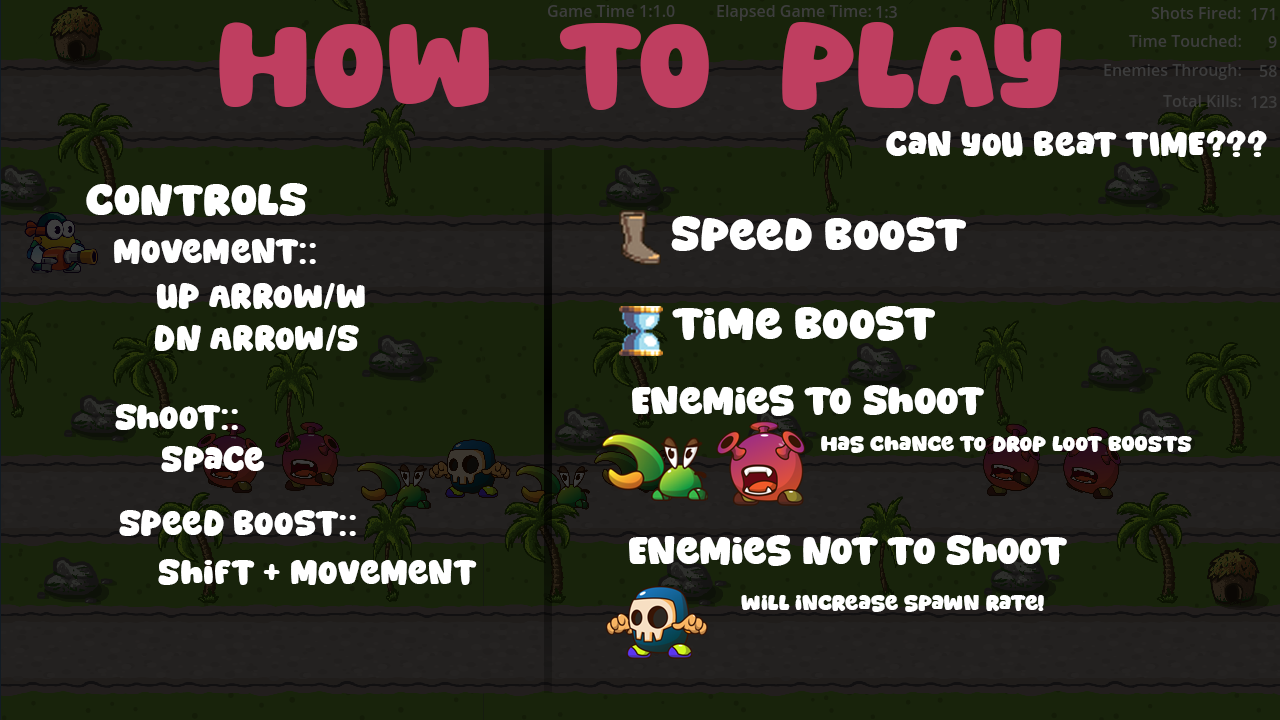 Game Time 1:1.0 Elapsed Game Time: 1:3
Shots Fired: 171
Time Touched: 9
Enemies Through: 58
Total Kills: 123
HOW TO PLAY
CAN YOU BEAT TIME???
CONTROLS
MOVEMENT::
UP ARROW/W
DN ARROW/S
SHOOT::
SPACE
SPEED BOOST::
SHIFT + MOVEMENT
SPEED BOOST
TIME BOOST
ENEMIES TO SHOOT
HAS CHANCE TO DROP LOOT BOOSTS
ENEMIES NOT TO SHOOT
WILL INCREASE SPAWN RATE!